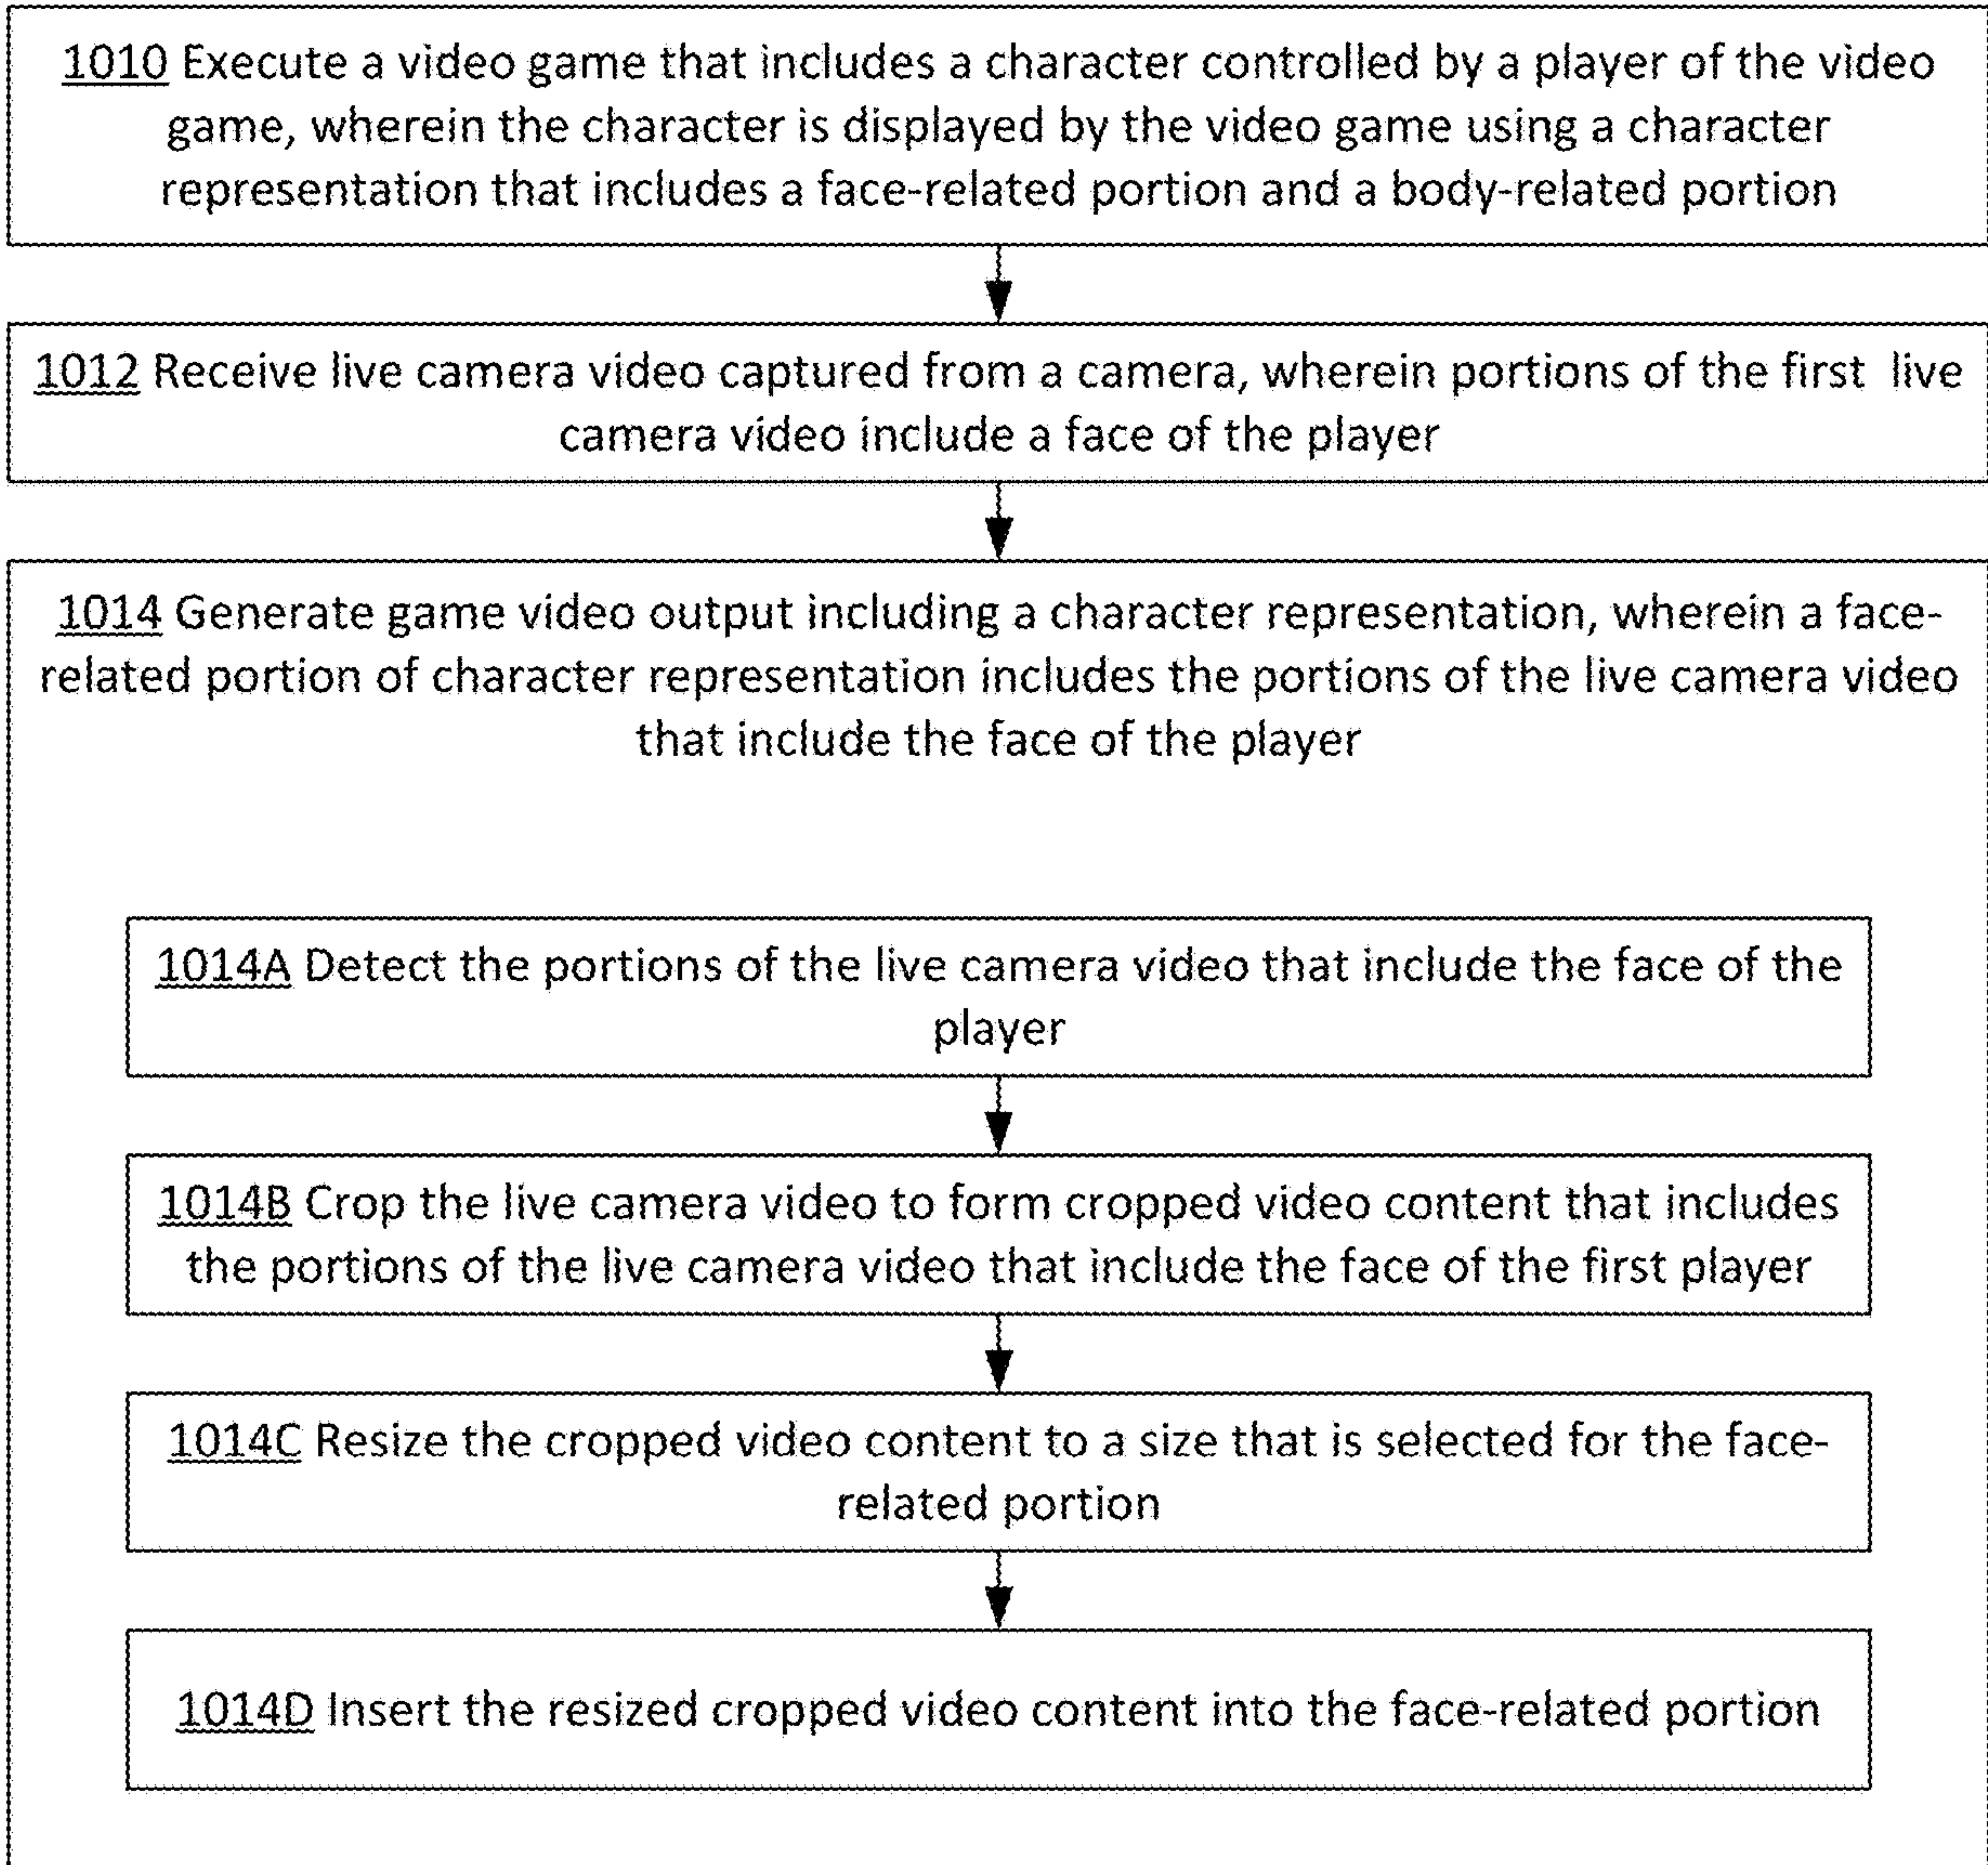 1010 Execute a video game that includes a character controlled by a player of the video
game, wherein the character is displayed by the video game using a character
representation that includes a face-related portion and a body-related portion
1012 Receive live camera video captured from a camera, wherein portions of the first live
camera video include a face of the player
1014 Generate game video output including a character representation, wherein a face-
related portion of character representation includes the portions of the live camera video
that include the face of the player
1014A Detect the portions of the live camera video that include the face of the
player
1014B Crop the live camera video to form cropped video content that includes
the portions of the live camera video that include the face of the first player
1014C Resize the cropped video content to a size that is selected for the face-
related portion
1014D Insert the resized cropped video content into the face-related portion